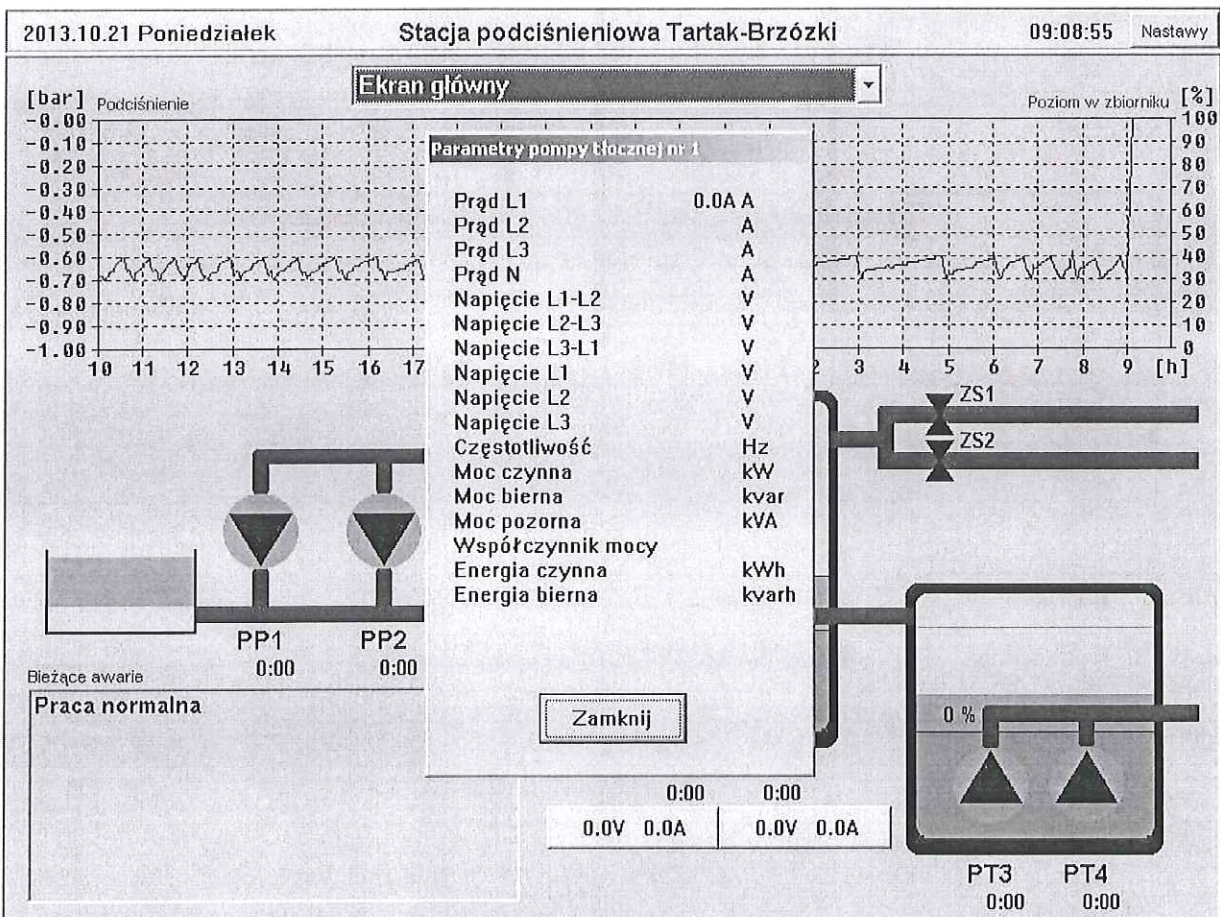 2013.10.21 Poniedziałek Stacja podciśnieniowa Tartak-Brzózki 09:08:55 Nastawy
Ekran główny
[bar] Podciśnienie
Poziom w zbiorniku [%]
-0.00
-0.10
-0.20
-0.30
-0.40
-0.50
-0.60
-0.70
-0.80
-0.90
-1.00
100
90
80
70
60
50
40
30
20
10
0
10 11 12 13 14 15 16 17
2 3 4 5 6 7 8 9 [h]
Parametry pompy tłocznej nr 1
Prąd L1 0.0A A
Prąd L2 A
Prąd L3 A
Prąd N A
Napięcie L1-L2 V
Napięcie L2-L3 V
Napięcie L3-L1 V
Napięcie L1 V
Napięcie L2 V
Napięcie L3 V
Częstotliwość Hz
Moc czynna kW
Moc bierna kvar
Moc pozorna kVA
Współczynnik mocy
Energia czynna kWh
Energia bierna kvarh
Zamknij
ZS1
ZS2
PP1 PP2
0:00 0:00
Bieżące awarie
Praca normalna
0 %
0:00 0:00
0.0V 0.0A 0.0V 0.0A
PT3 PT4
0:00 0:00